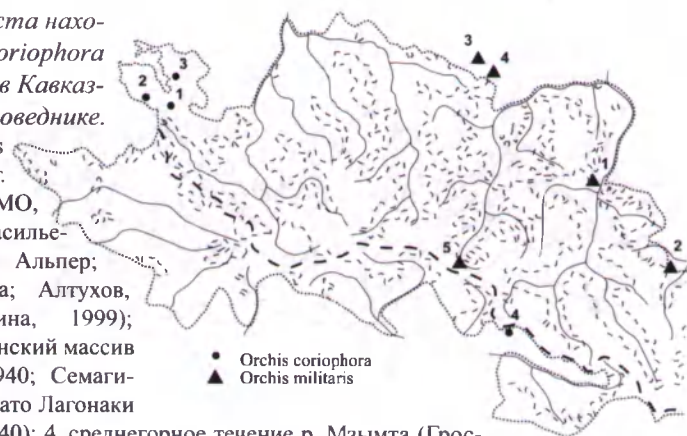 ста нахо-
oriophora
в Кавказ-
оведнике.
s
т.
МО,
асилье-
Альпер;
а; Алтухов,
ина, 1999);
нский массив
940; Семаги-
ато Лагонаки
40); 4. среднегорное течение р. Мзымта (Грос-
3
2
1
3
4
1
2
5
4
Orchis coriophora
Orchis militaris